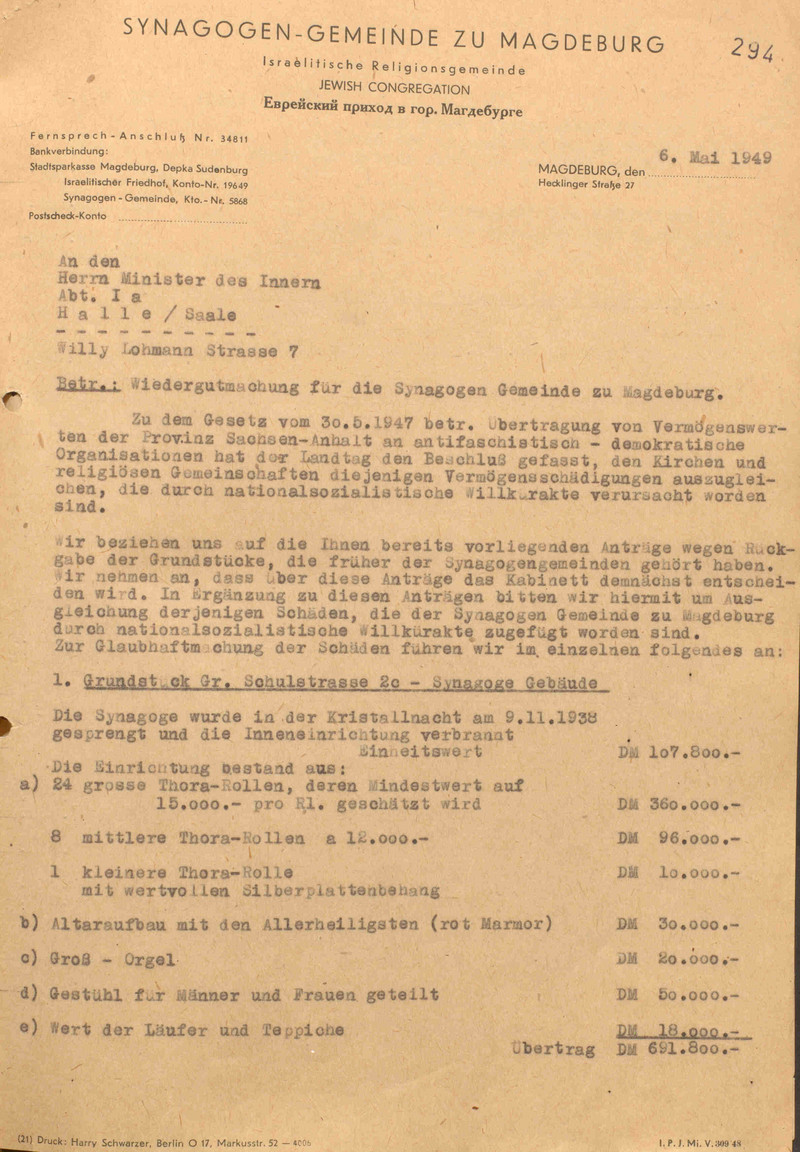 SYNAGOGEN-GEMEINDE ZU MAGDEBURG
294
Israelitische Religionsgemeinde
JEWISH CONGREGATION
Еврейский приход в гор. Магдебурге
Fernsprech-Anschluß Nr. 34811
Bankverbindung:
Stadtsparkasse Magdeburg, Depka Sudenburg
Israelitischer Friedhof, Konto-Nr. 19649
Synagogen-Gemeinde, Kto.-Nr. 5868
Postscheck-Konto
MAGDEBURG, den 6. Mai 1949
Hecklinger Straße 27
An den
Herrn Minister des Innern
Abt. I a
H a l l e / Saale
Willy Lohmann Strasse 7
Betr.: Wiedergutmachung für die Synagogen Gemeinde zu Magdeburg.
Zu dem Gesetz vom 30.5.1947 betr. Übertragung von Vermögenswer-
ten der Provinz Sachsen-Anhalt an antifaschistisch - demokratische
Organisationen hat der Landtag den Beschluß gefasst, den Kirchen und
religiösen Gemeinschaften diejenigen Vermögensschädigungen auszuglei-
chen, die durch nationalsozialistische Willkürakte verursacht worden
sind.
Wir beziehen uns auf die Ihnen bereits vorliegenden Anträge wegen Rück-
gabe der Grundstücke, die früher der Synagogengemeinden gehört haben.
Wir nehmen an, dass über diese Anträge das Kabinett demnächst entschei-
den wird. In Ergänzung zu diesen Anträgen bitten wir hiermit um Aus-
gleichung derjenigen Schäden, die der Synagogen Gemeinde zu Magdeburg
durch nationalsozialistische Willkürakte zugefügt worden sind.
Zur Glaubhaftmachung der Schäden führen wir im einzelnen folgendes an:
1. Grundstück Gr. Schulstrasse 2c - Synagoge Gebäude
Die Synagoge wurde in der Kristallnacht am 9.11.1938
gesprengt und die Inneneinrichtung verbrannt
Einheitswert DM 107.800.-
Die Einrichtung bestand aus:
a) 24 grosse Thora-Rollen, deren Mindestwert auf
15.000.- pro Rl. geschätzt wird DM 360.000.-
8 mittlere Thora-Rollen a 12.000.- DM 96.000.-
1 kleinere Thora-Rolle DM 10.000.-
mit wertvollen Silberplattenbehang
b) Altaraufbau mit den Allerheiligsten (rot Marmor) DM 30.000.-
c) Groß - Orgel DM 20.000.-
d) Gestühl für Männer und Frauen geteilt DM 50.000.-
e) Wert der Läufer und Teppiche DM 18.000.-
Übertrag DM 691.800.-
(21) Druck: Harry Schwarzer, Berlin O 17, Markusstr. 52 — 4005
I. P. J. Mi. V. 309 48